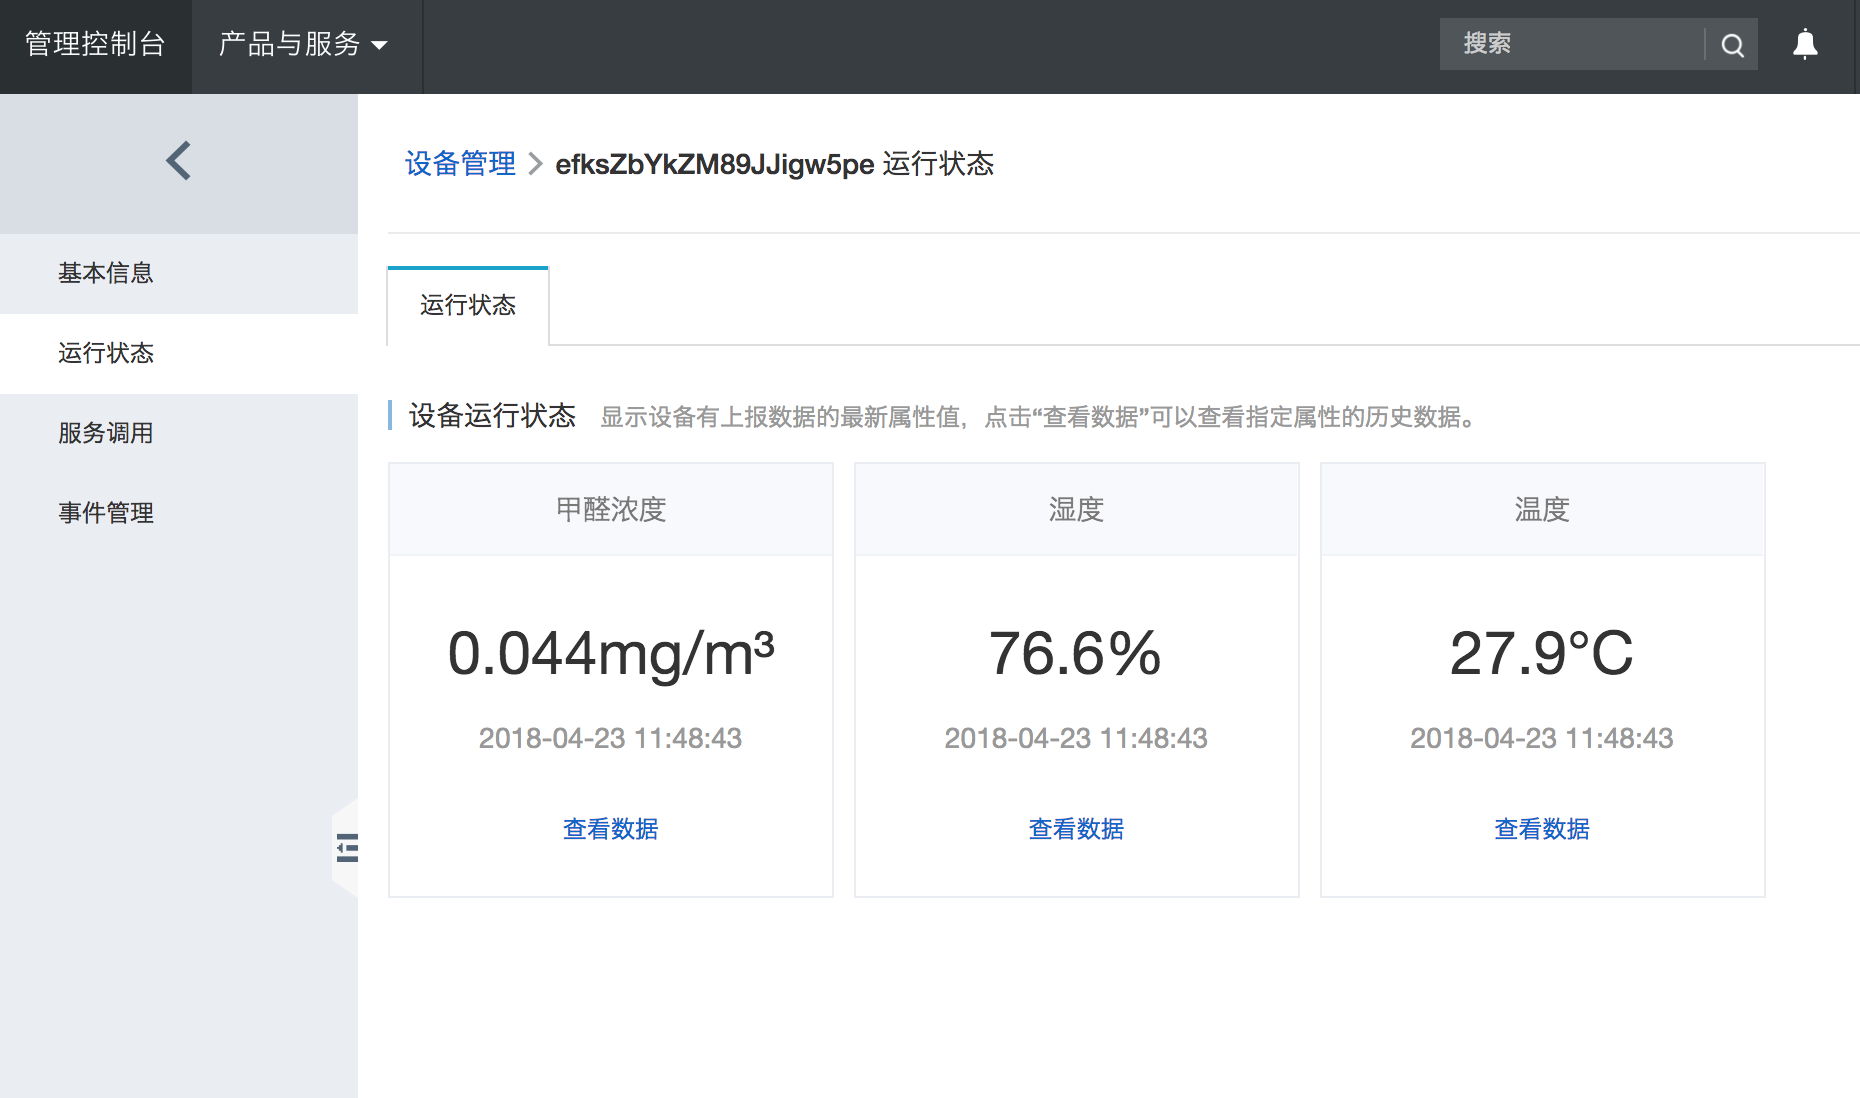 管理控制台 产品与服务 搜索
设备管理 efksZbYkZM89JJigw5pe 运行状态
基本信息
运行状态
服务调用
事件管理
运行状态
设备运行状态 显示设备有上报数据的最新属性值，点击“查看数据”可以查看指定属性的历史数据。
甲醛浓度
0.044mg/m³
2018-04-23 11:48:43
查看数据
湿度
76.6%
2018-04-23 11:48:43
查看数据
温度
27.9°C
2018-04-23 11:48:43
查看数据